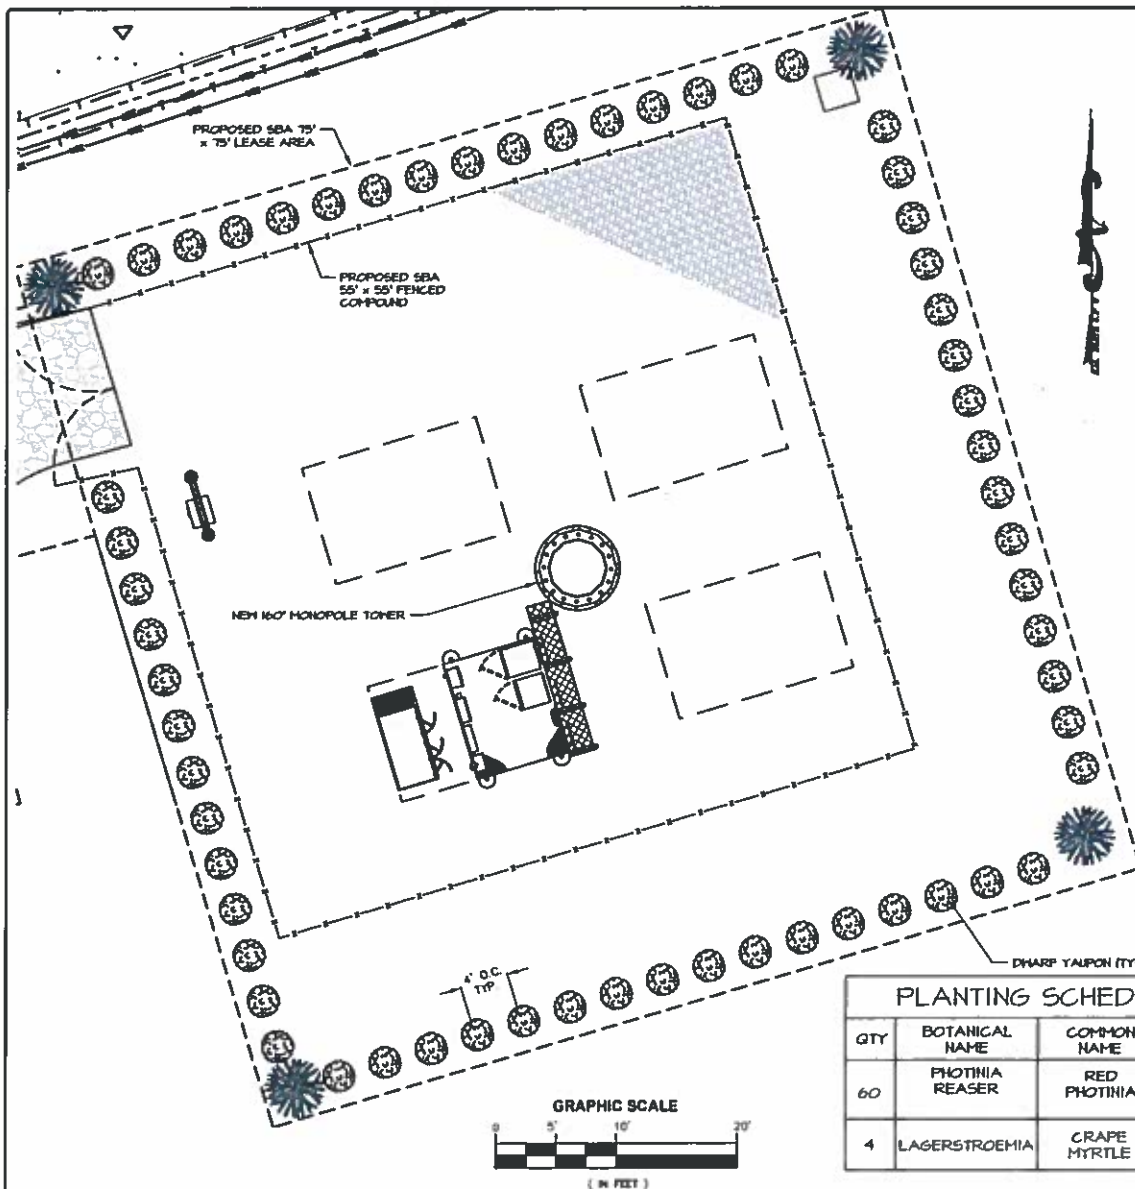 PROPOSED SBA 75'
x 75' LEASE AREA
PROPOSED SBA
55' x 55' FENCED
COMPOUND
NEW 160' MONOPOLE TOWER
4' O.C.
TYP.
DWARF YAUPON (TY
PLANTING SCHED
QTY
BOTANICAL
NAME
COMMON
NAME
60
PHOTINIA
REASER
RED
PHOTINIA
4
LAGERSTROEMIA
CRAPE
MYRTLE
GRAPHIC SCALE
0 5' 10' 20'
( IN FEET )